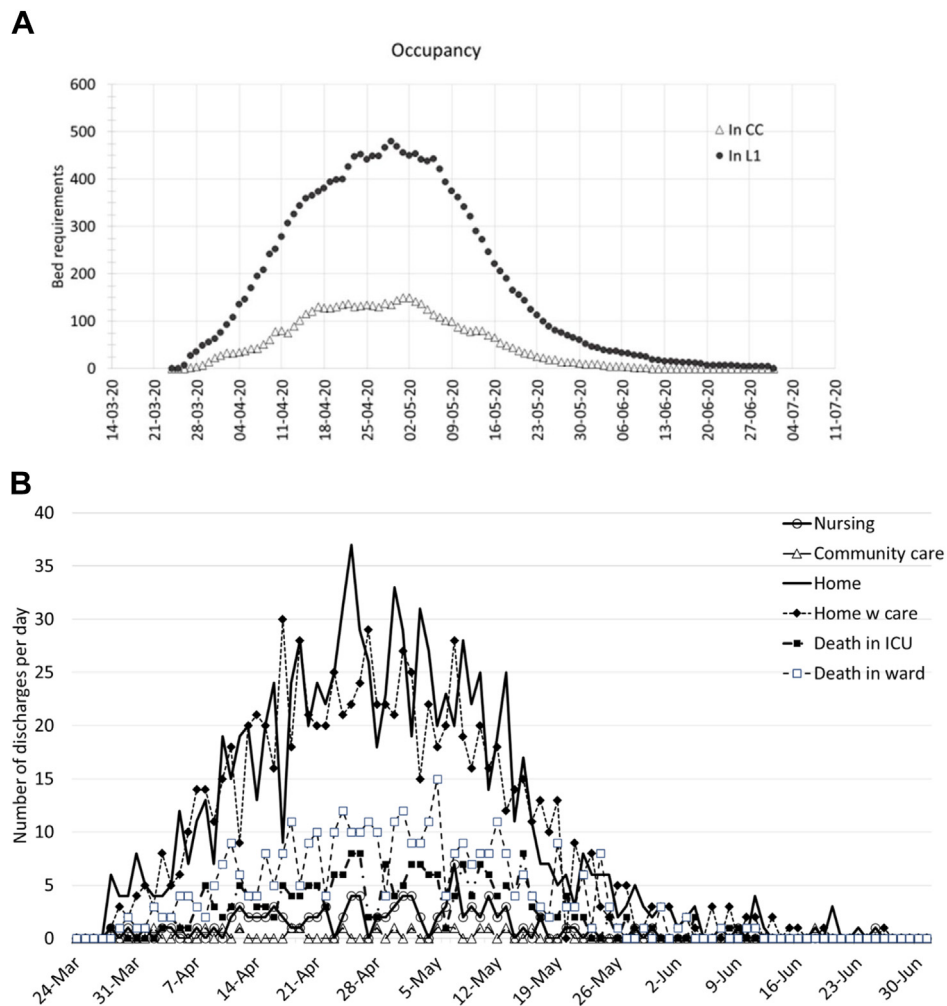 A
Occupancy
600
500
400
300
200
100
0
Bed requirements
In CC
In L1
14-03-20
21-03-20
28-03-20
04-04-20
11-04-20
18-04-20
25-04-20
02-05-20
09-05-20
16-05-20
23-05-20
30-05-20
06-06-20
13-06-20
20-06-20
27-06-20
04-07-20
11-07-20
B
40
35
30
25
20
15
10
5
0
Number of discharges per day
Nursing
Community care
Home
Home w care
Death in ICU
Death in ward
24-Mar
31-Mar
7-Apr
14-Apr
21-Apr
28-Apr
5-May
12-May
19-May
26-May
2-Jun
9-Jun
16-Jun
23-Jun
30-Jun